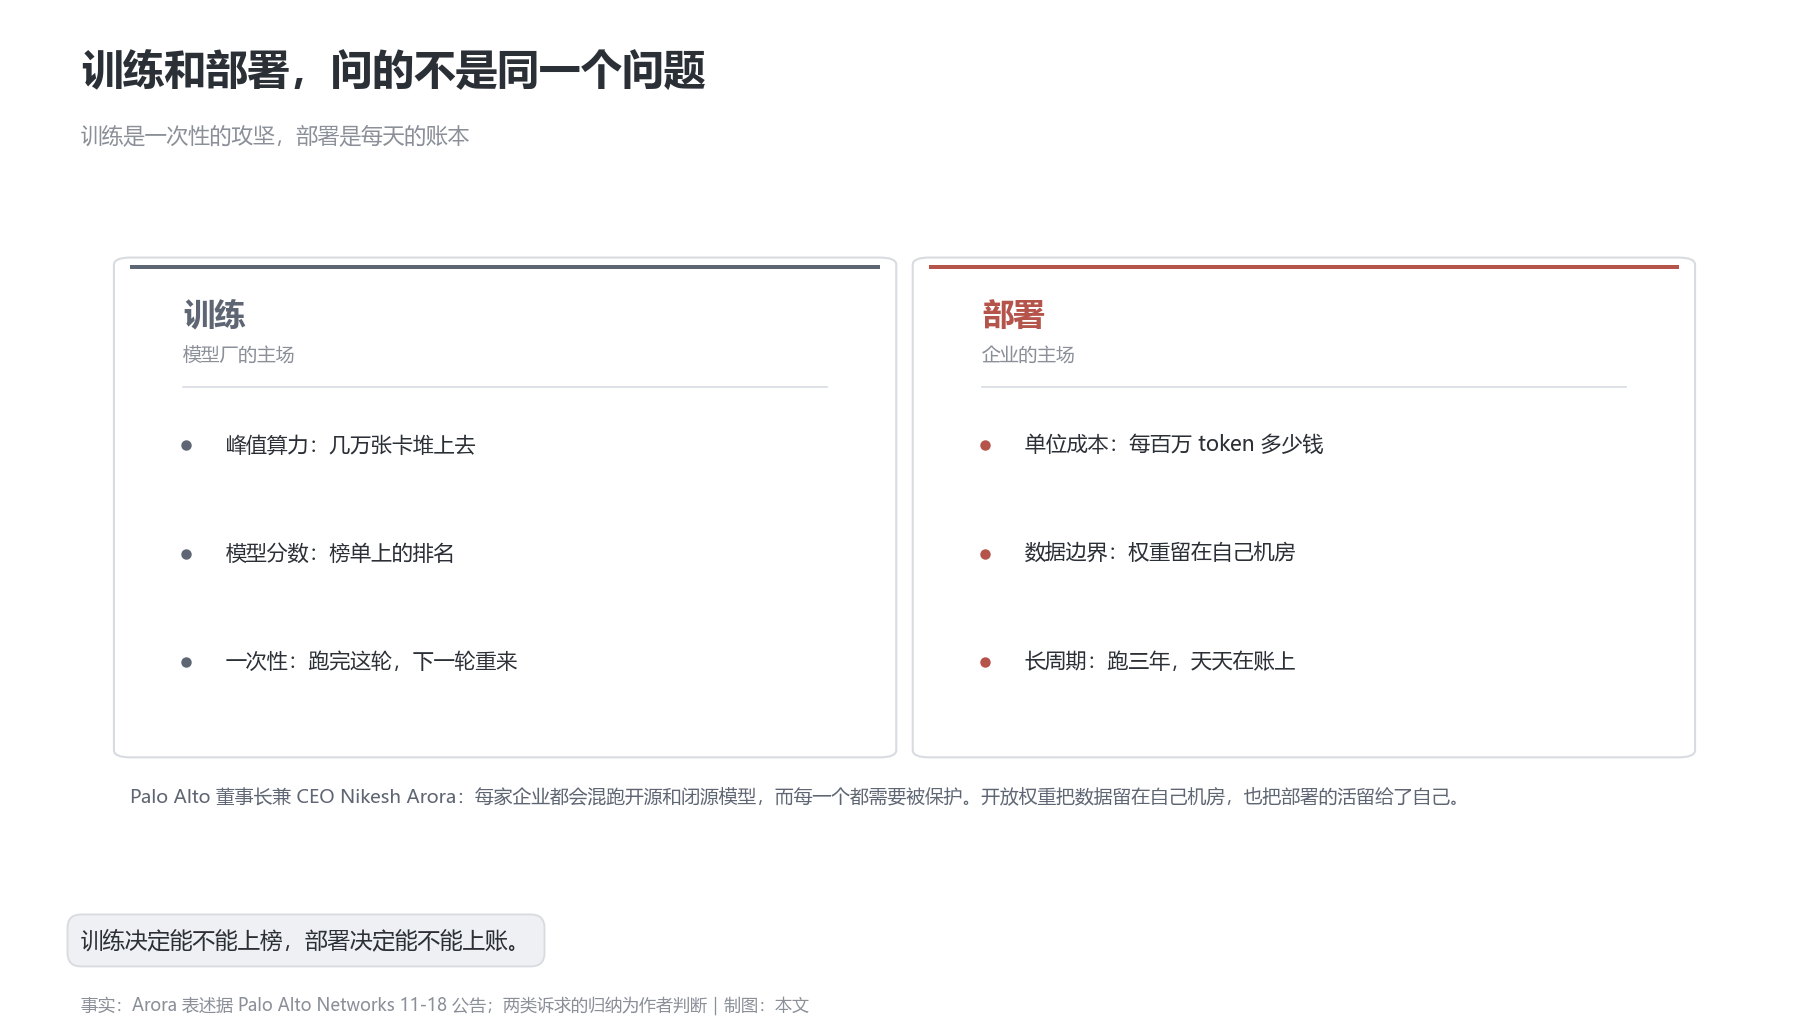 训练和部署，问的不是同一个问题
训练是一次性的攻坚，部署是每天的账本
训练
模型厂的主场
峰值算力：几万张卡堆上去
模型分数：榜单上的排名
一次性：跑完这轮，下一轮重来
部署
企业的主场
单位成本：每百万 token 多少钱
数据边界：权重留在自己机房
长周期：跑三年，天天在账上
Palo Alto 董事长兼 CEO Nikesh Arora：每家企业都会混跑开源和闭源模型，而每一个都需要被保护。开放权重把数据留在自己机房，也把部署的活留给了自己。
训练决定能不能上榜，部署决定能不能上账。
事实：Arora 表述据 Palo Alto Networks 11-18 公告；两类诉求的归纳为作者判断 | 制图：本文